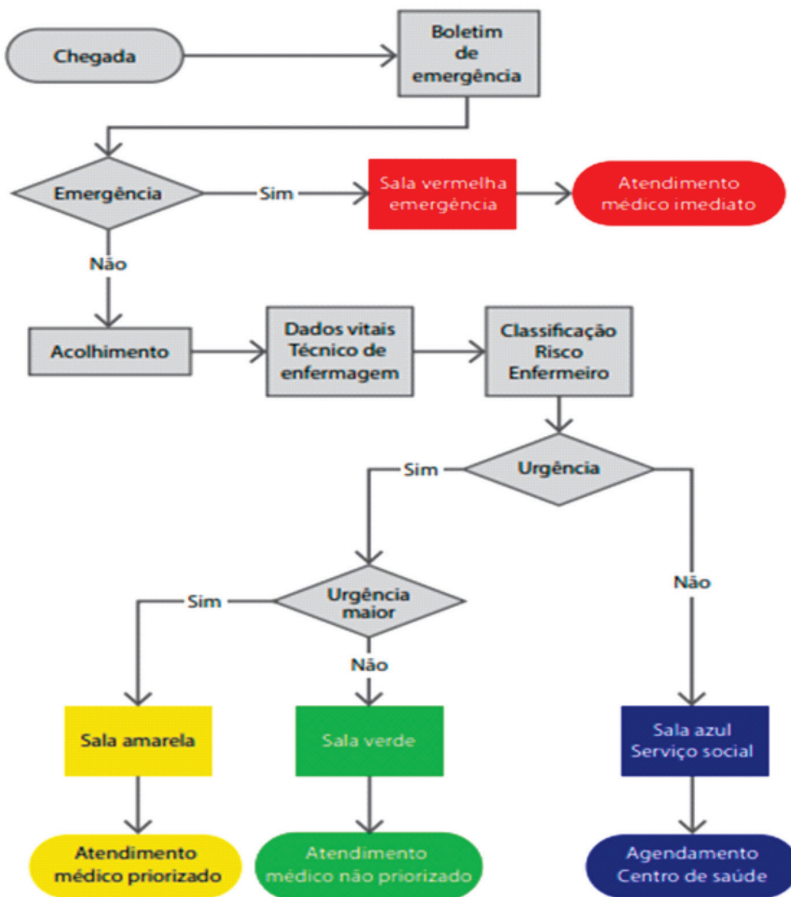 Chegada
Boletim
de
emergência
Emergência
Sim
Sala vermelha
emergência
Atendimento
médico imediato
Não
Acolhimento
Dados vitais
Técnico de
enfermagem
Classificação
Risco
Enfermeiro
Sim
Urgência
Não
Sim
Urgência
maior
Não
Sala amarela
Sala verde
Sala azul
Serviço social
Atendimento
médico priorizado
Atendimento
médico não priorizado
Agendamento
Centro de saúde